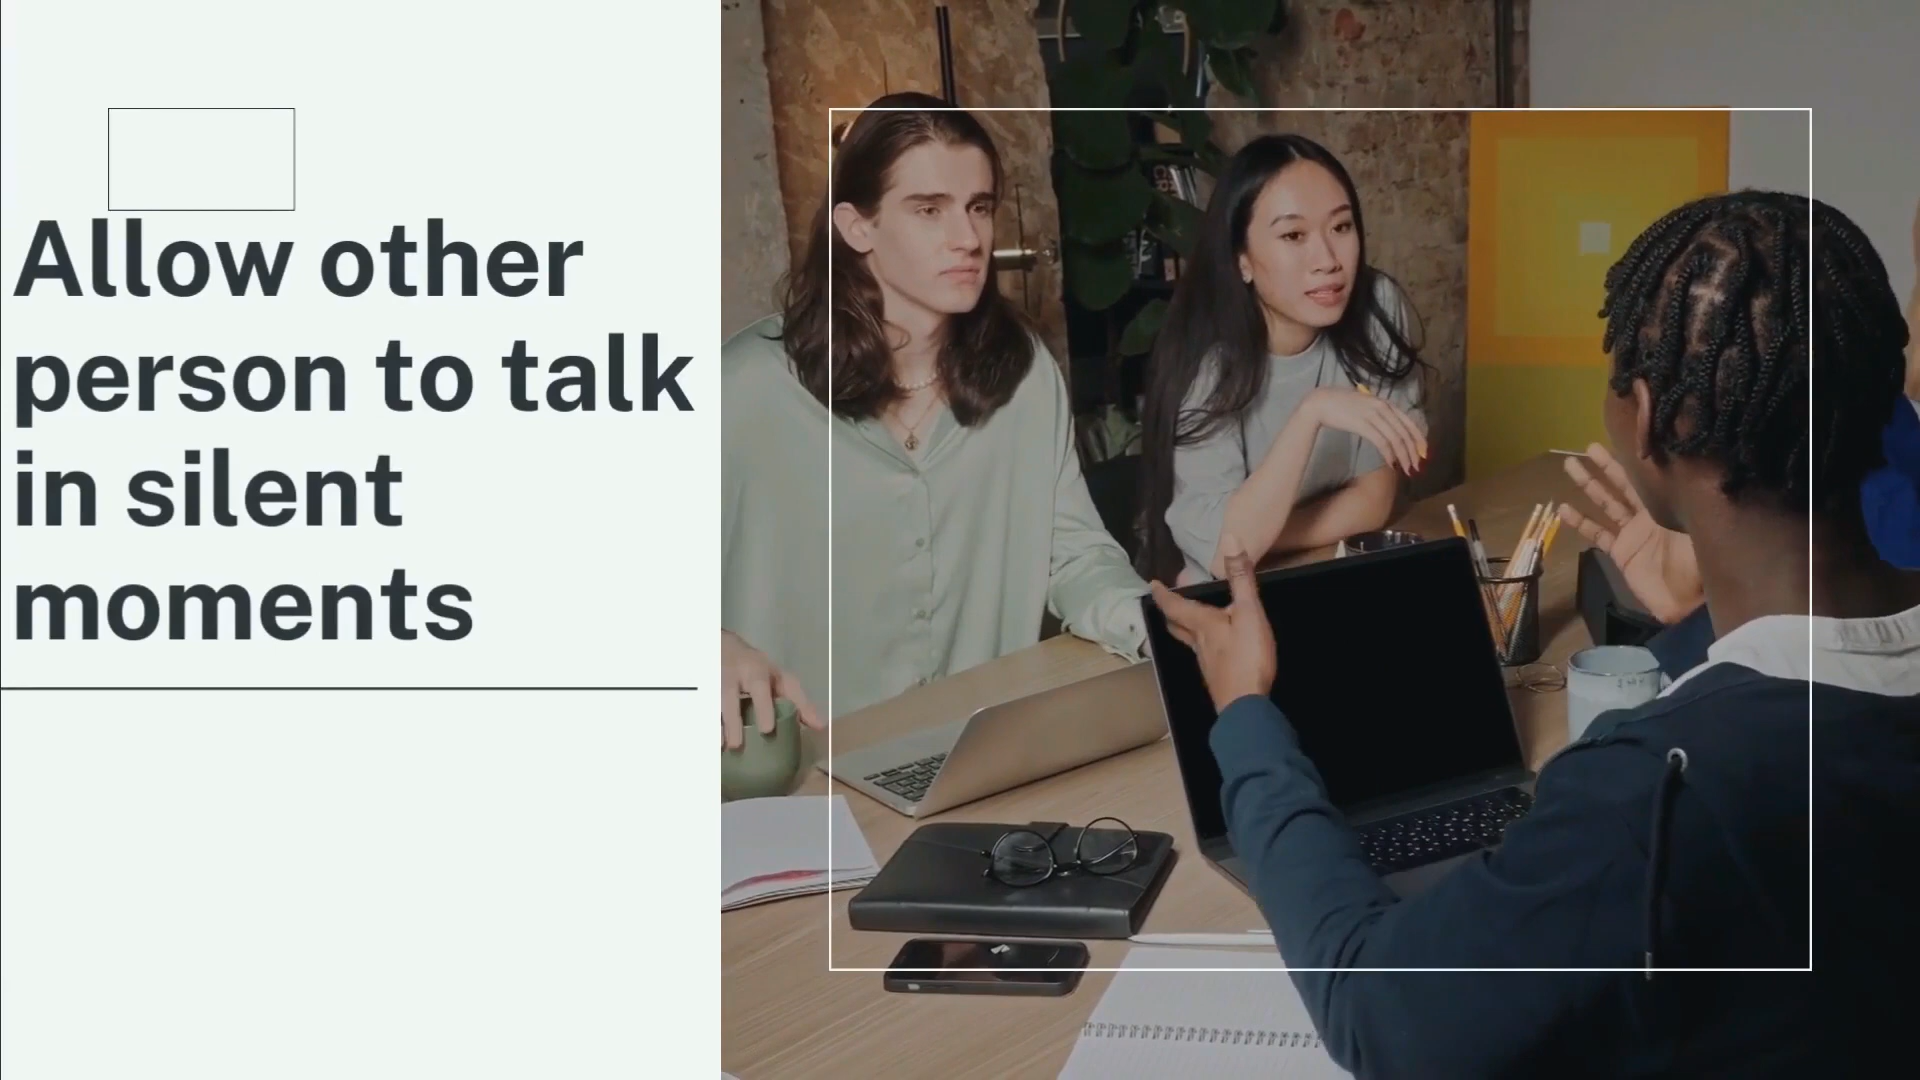 Allow other
person to talk
in silent
moments